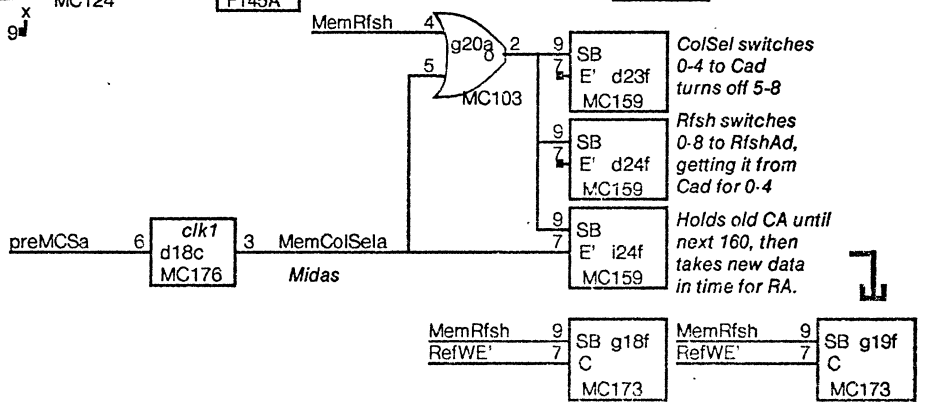 x
MC124
F145A
9
MemRfsh
4
g20a
o
2
5
MC103
9
SB
7
E' d23f
MC159
ColSel switches
0-4 to Cad
turns off 5-8
9
SB
7
E' d24f
MC159
Rfsh switches
0-8 to RfshAd,
getting it from
Cad for 0-4
preMCSa
6
clk1
d18c
MC176
3
MemColSela
Midas
9
SB
7
E' i24f
MC159
Holds old CA until
next 160, then
takes new data
in time for RA.
MemRfsh
9
SB g18f
RefWE'
7
C
MC173
MemRfsh
9
SB g19f
RefWE'
7
C
MC173